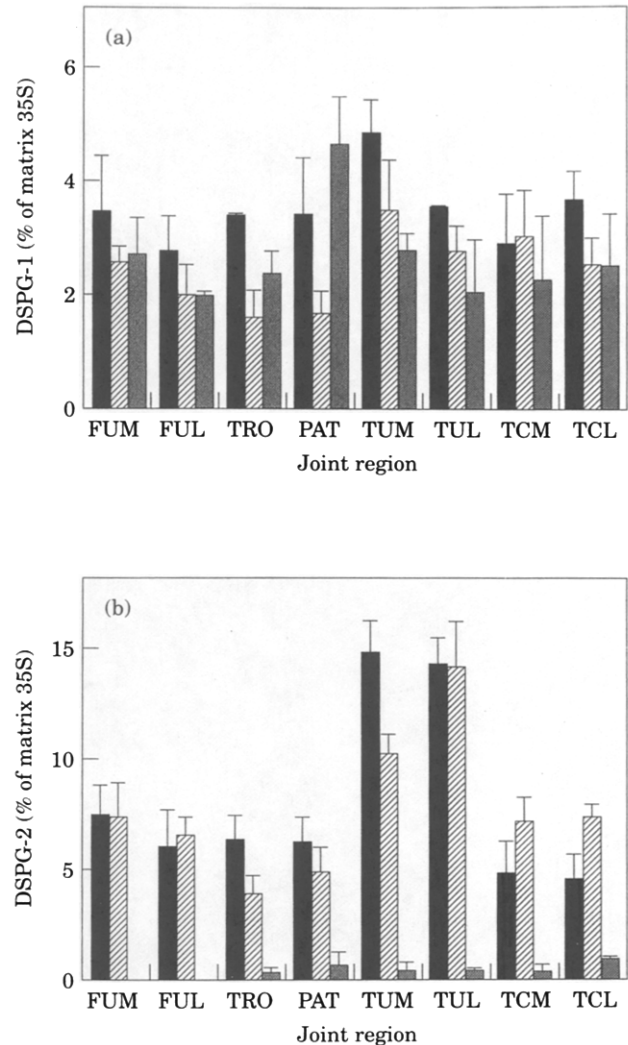 (a)
DSPG-1 (% of matrix 35S)
6
4
2
0
FUM FUL TRO PAT TUM TUL TCM TCL
Joint region
(b)
DSPG-2 (% of matrix 35S)
15
10
5
0
FUM FUL TRO PAT TUM TUL TCM TCL
Joint region